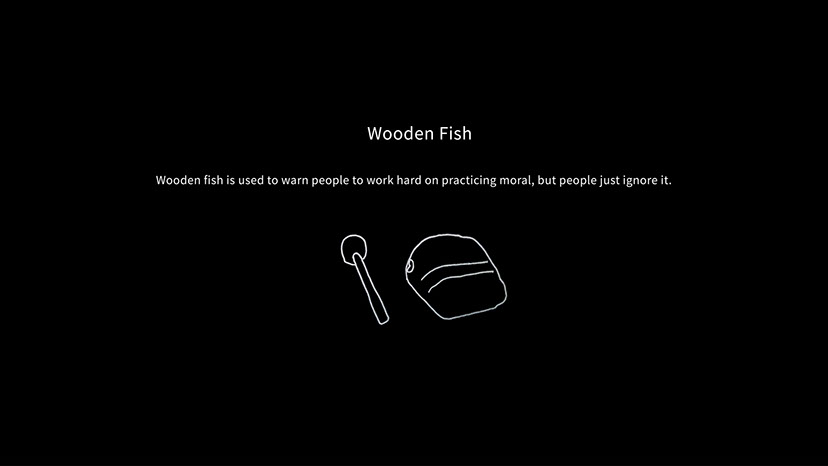 Wooden Fish
Wooden fish is used to warn people to work hard on practicing moral, but people just ignore it.